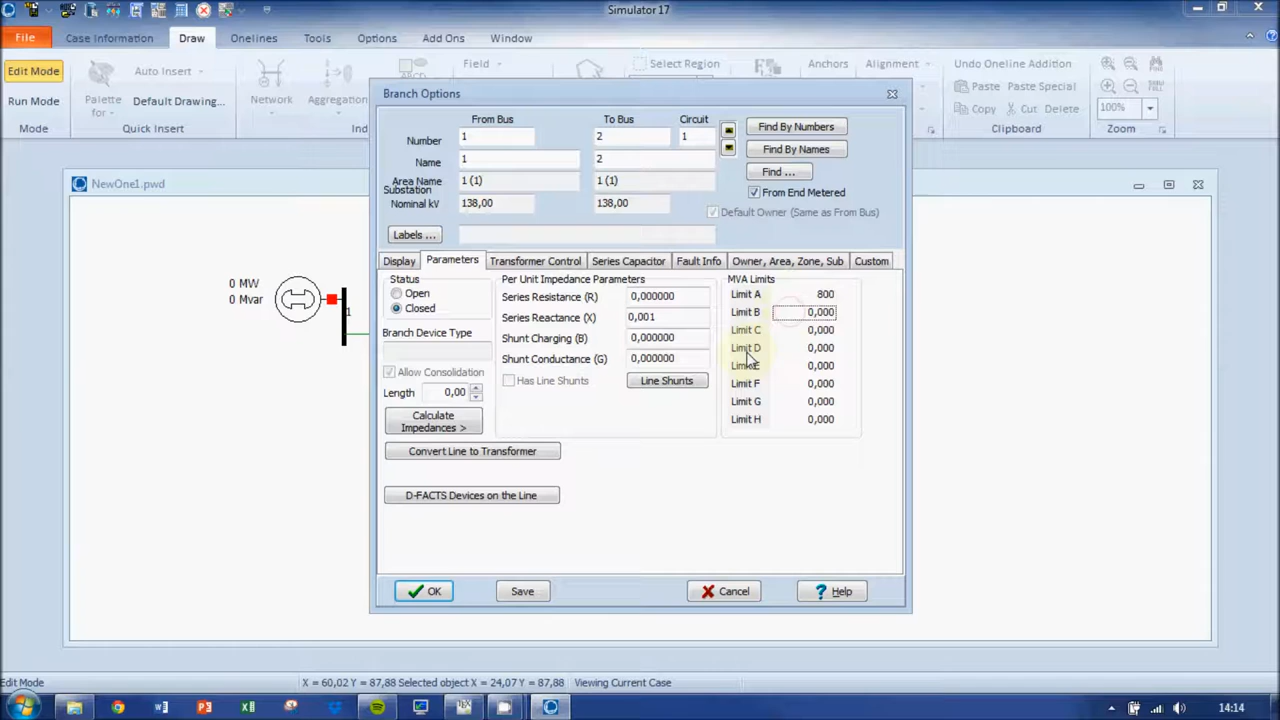 Simulator 17
File Case Information Draw Onelines Tools Options Add Ons Window
Edit Mode
Run Mode
Mode
Palette for
Auto Insert
Default Drawing...
Quick Insert
Network
Aggregation
Ind
ABCD
Field
Select Region
Anchors
Alignment
Undo Oneline Addition
Paste Paste Special
Copy Cut Delete
Clipboard
100%
Zoom
NewOne1.pwd
0 MW
0 Mvar
1
Branch Options
From Bus To Bus Circuit
Number 1 2 1
Name 1 2
Area Name 1 (1) 1 (1)
Substation
Nominal kV 138,00 138,00
Labels ...
Find By Numbers
Find By Names
Find ...
From End Metered
Default Owner (Same as From Bus)
Display Parameters Transformer Control Series Capacitor Fault Info Owner, Area, Zone, Sub Custom
Status
Open
Closed
Branch Device Type
Allow Consolidation
Length 0,00
Calculate Impedances >
Convert Line to Transformer
D-FACTS Devices on the Line
Per Unit Impedance Parameters
Series Resistance (R) 0,000000
Series Reactance (X) 0,001
Shunt Charging (B) 0,000000
Shunt Conductance (G) 0,000000
Has Line Shunts Line Shunts
MVA Limits
Limit A 800
Limit B 0,000
Limit C 0,000
Limit D 0,000
Limit E 0,000
Limit F 0,000
Limit G 0,000
Limit H 0,000
OK Save Cancel Help
Edit Mode X = 60,02 Y = 87,88 Selected object X = 24,07 Y = 87,88 Viewing Current Case
14:14